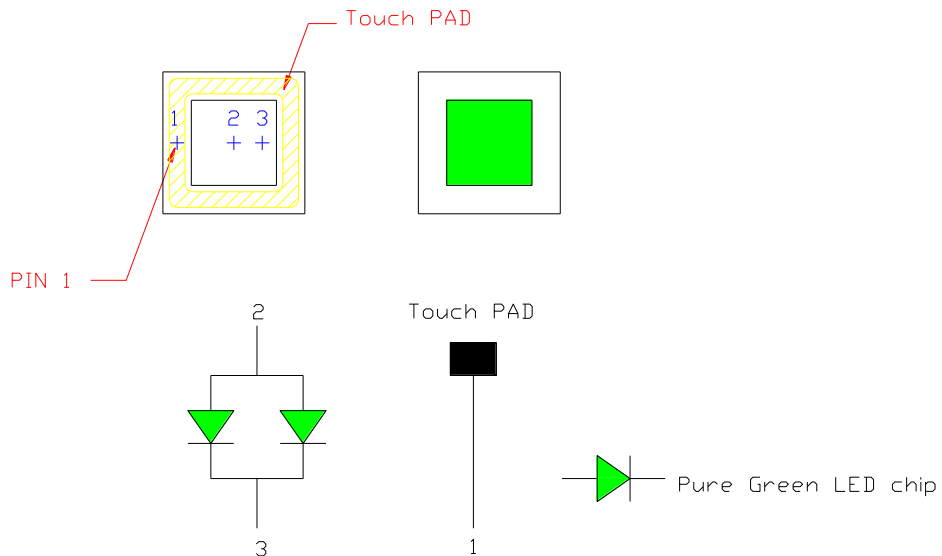 Touch PAD
1
2 3
PIN 1
2
Touch PAD
Pure Green LED chip
3
1